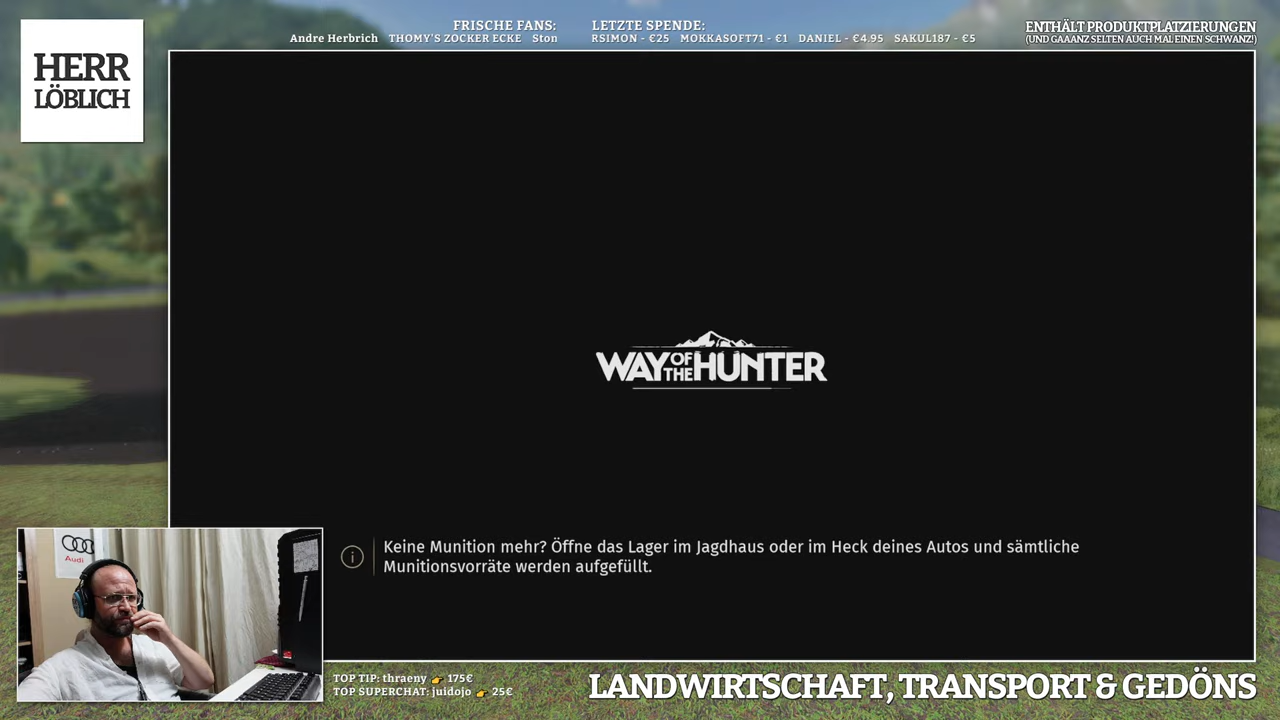 HERR
LÖBLICH
FRISCHE FANS:
Andre Herbrich THOMY'S ZOCKER ECKE Ston
LETZTE SPENDE:
RSIMON - €25 MOKKASOFT71 - €1 DANIEL - €4.95 SAKUL187 - €5
ENTHÄLT PRODUKTPLATZIERUNGEN
(UND GAAANZ SELTEN AUCH MAL EINEN SCHWANZ!)
WAY OF THE HUNTER
Keine Munition mehr? Öffne das Lager im Jagdhaus oder im Heck deines Autos und sämtliche
Munitionsvorräte werden aufgefüllt.
Audi
TOP TIP: thraeny 👉 175€
TOP SUPERCHAT: juidojo 👉 25€
LANDWIRTSCHAFT, TRANSPORT & GEDÖNS